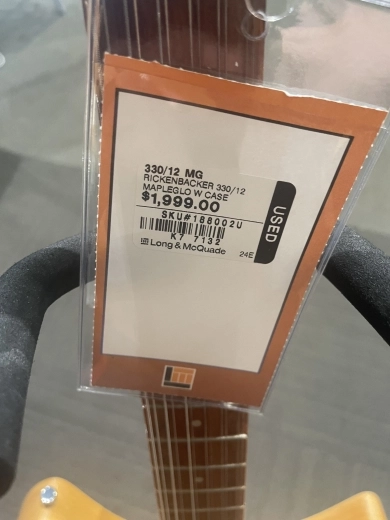 330/12 MG
RICKENBACKER 330/12
MAPLEGLO W CASE
$1,999.00
SKU#188002U
K7 7132
Long & McQuade
24E
USED